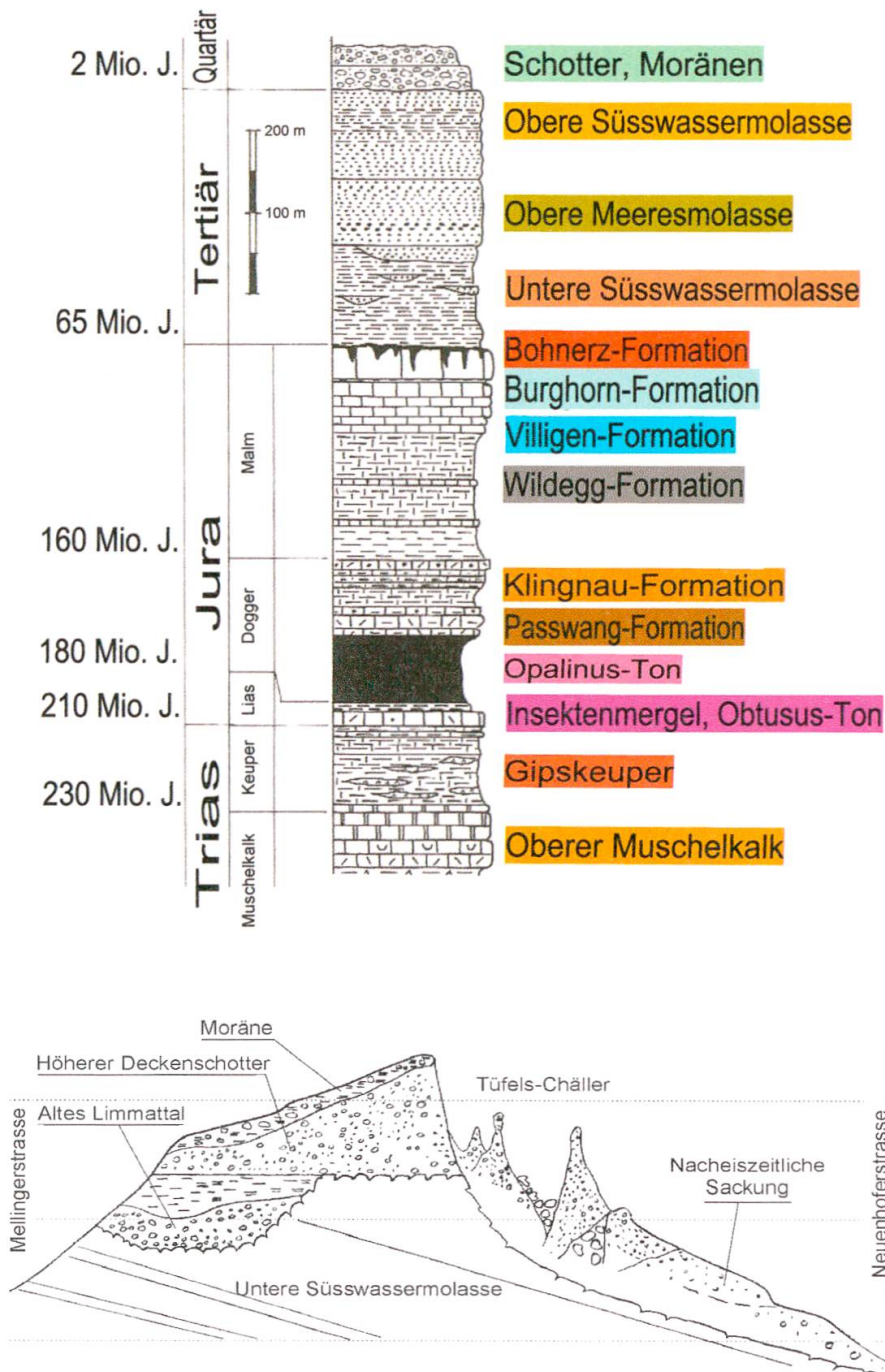 2 Mio. J.
Quartär
Schotter, Moränen
Obere Süsswassermolasse
200 m
100 m
Tertiär
Obere Meeresmolasse
Untere Süsswassermolasse
65 Mio. J.
Bohnerz-Formation
Burghorn-Formation
Villigen-Formation
Malm
Wildegg-Formation
160 Mio. J.
Jura
Klingnau-Formation
Dogger
Passwang-Formation
180 Mio. J.
Opalinus-Ton
210 Mio. J.
Lias
Insektenmergel, Obtusus-Ton
Keuper
Gipskeuper
230 Mio. J.
Trias
Oberer Muschelkalk
Muschelkalk
Moräne
Höherer Deckenschotter
Tüfels-Chäller
Altes Limmattal
Mellingerstrasse
Nacheiszeitliche
Sackung
Neuenhoferstrasse
Untere Süsswassermolasse